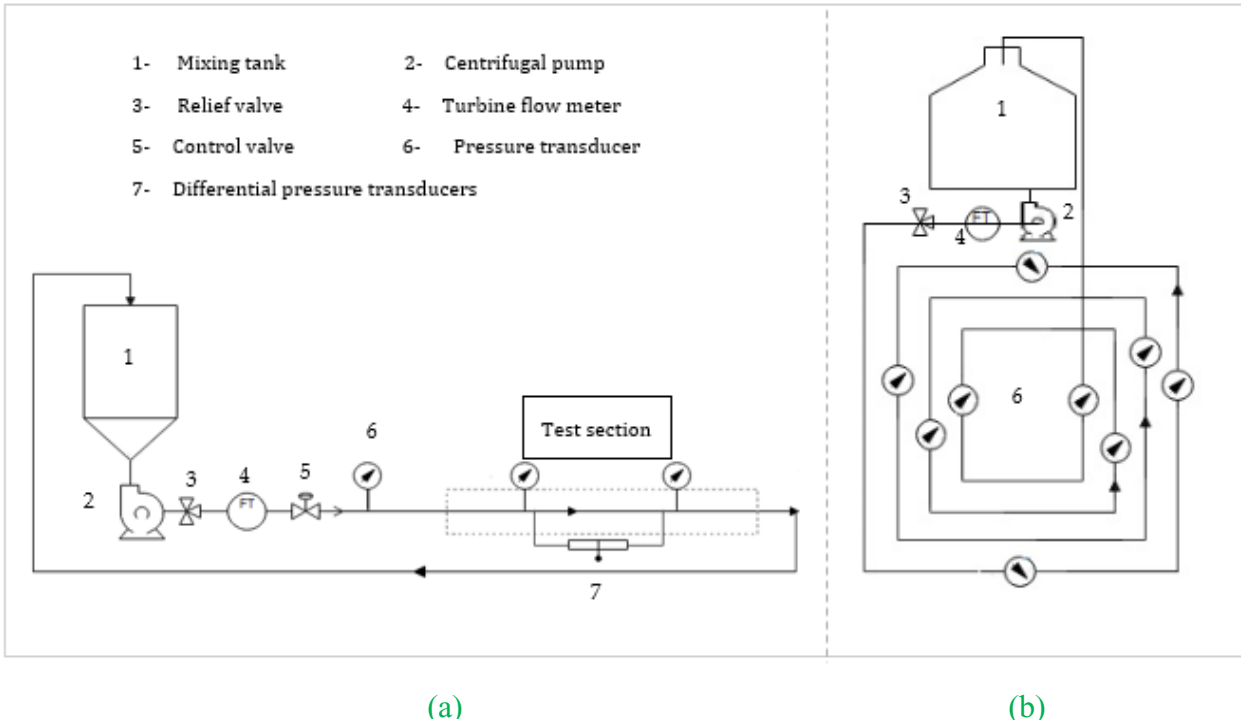 1- Mixing tank 2- Centrifugal pump
3- Relief valve 4- Turbine flow meter
5- Control valve 6- Pressure transducer
7- Differential pressure transducers
1
2
3
4
FT
5
6
Test section
7
1
2
3
4
FT
6
(a) (b)